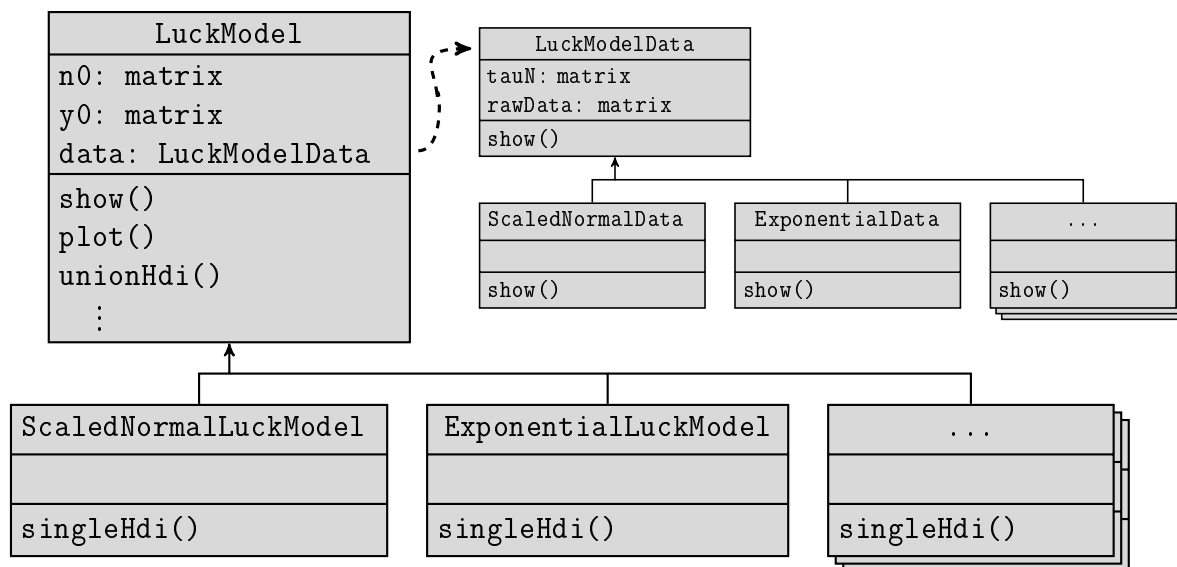 LuckModel
n0: matrix
y0: matrix
data: LuckModelData
show()
plot()
unionHdi()
⋮
LuckModelData
tauN: matrix
rawData: matrix
show()
ScaledNormalData
show()
ExponentialData
show()
...
show()
ScaledNormalLuckModel
singleHdi()
ExponentialLuckModel
singleHdi()
...
singleHdi()